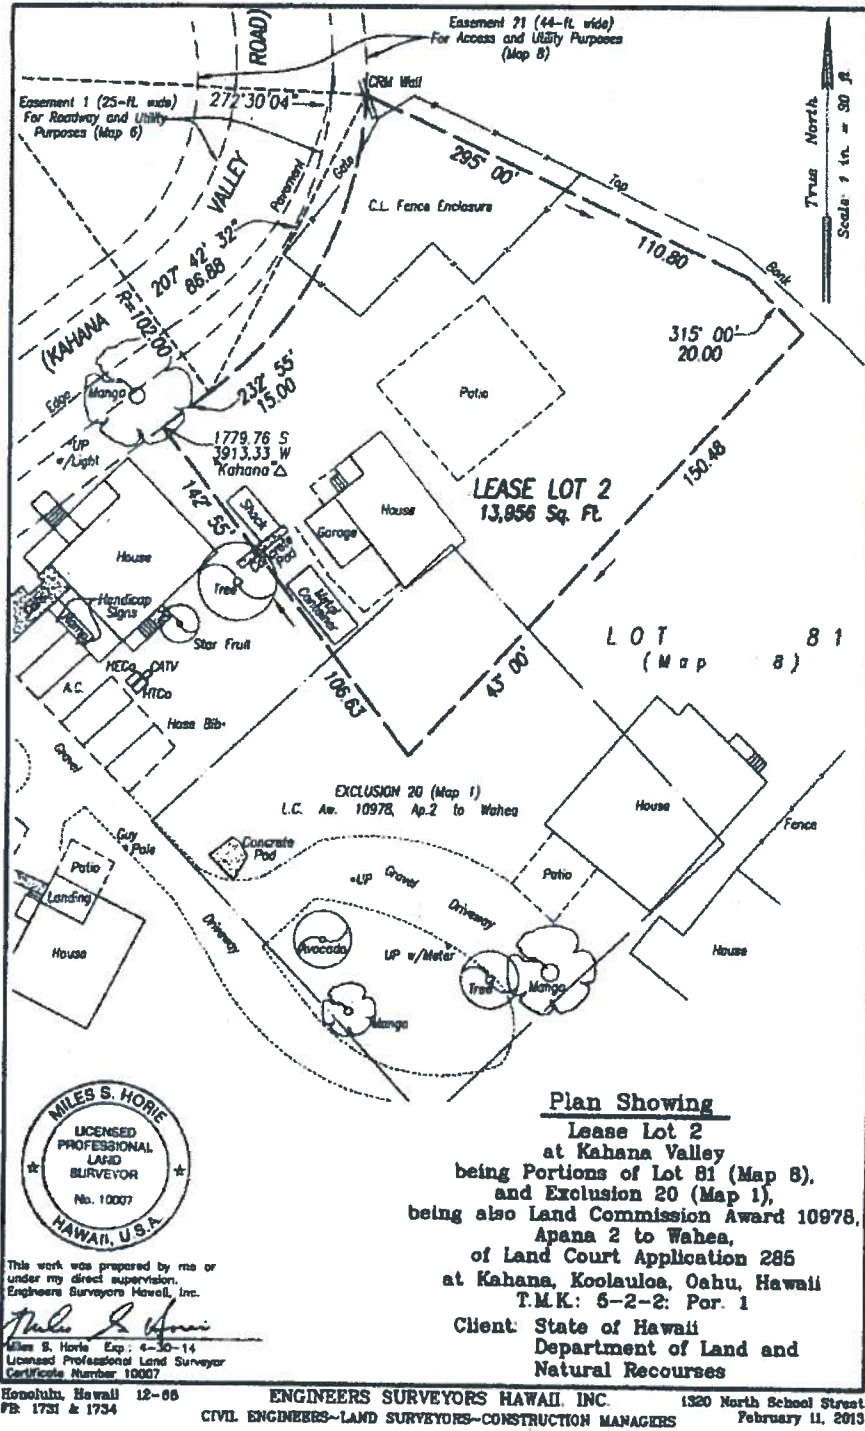 Easement 21 (44-ft. wide)
For Access and Utility Purposes
(Map 8)
ROAD)
CRM Wall
Easement 1 (25-ft. wide)
For Roadway and Utility
Purposes (Map 6)
272° 30' 04"
True North
Scale: 1 in. = 30 ft.
295° 00'
110.80
Top
Bank
VALLEY
Pavement
Gate
C.L. Fence Enclosure
207° 42' 32"
86.88
R=102.00
(KAHANA
315° 00'
20.00
Edge
Mango
232° 55'
15.00
Patio
UP
w/Light
1779.76 S
3913.33 W
"Kahana" △
150.48
142° 55'
LEASE LOT 2
13,956 Sq. Ft.
Shack
House
Garage
House
Tree
Metal
Container
Handicap
Signs
Ramp
Star Fruit
LOT 81
(Map 8)
HECo
CATV
HTCo
A.C.
106.63
43° 00'
Hose Bib
Gravel
EXCLUSION 20 (Map 1)
L.C. Aw. 10978, Ap.2 to Wahea
House
Fence
Guy
Pole
Concrete
Pad
Patio
UP
Gravel
Driveway
Patio
Landing
Driveway
House
Avocado
UP w/Meter
Tree
Mango
House
Mango
MILES S. HORIE
LICENSED
PROFESSIONAL
LAND
SURVEYOR
No. 10007
HAWAII, U.S.A.
Plan Showing
Lease Lot 2
at Kahana Valley
being Portions of Lot 81 (Map 8),
and Exclusion 20 (Map 1),
being also Land Commission Award 10978,
Apana 2 to Wahea,
of Land Court Application 285
at Kahana, Koolauloa, Oahu, Hawaii
T.M.K.: 5-2-2: Por. 1
Client: State of Hawaii
Department of Land and
Natural Recourses
This work was prepared by me or
under my direct supervision.
Engineers Surveyors Hawaii, Inc.
Miles S. Horie
Miles S. Horie Exp.: 4-30-14
Licensed Professional Land Surveyor
Certificate Number 10007
Honolulu, Hawaii 12-66
FB: 1731 & 1734
ENGINEERS SURVEYORS HAWAII, INC.
CIVIL ENGINEERS~LAND SURVEYORS~CONSTRUCTION MANAGERS
1320 North School Street
February 11, 2013